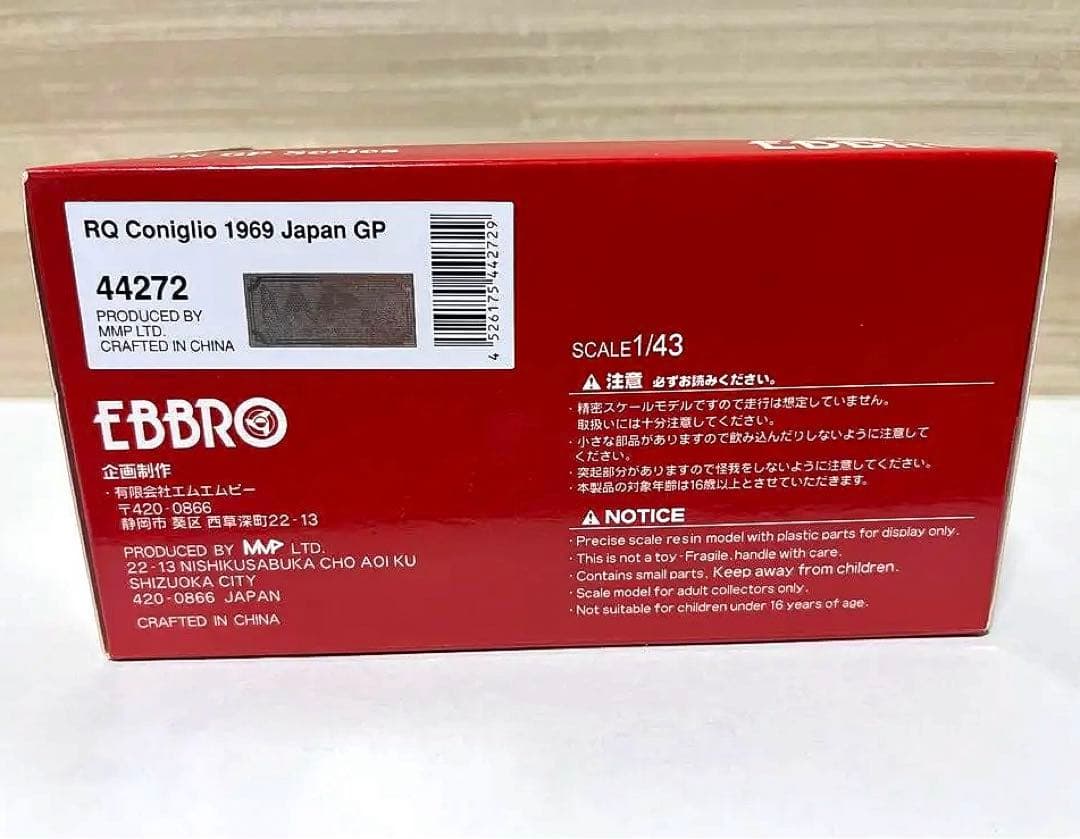 GP Series
EBBRO
RQ Coniglio 1969 Japan GP
44272
PRODUCED BY
MMP LTD.
CRAFTED IN CHINA
4 526175 442729
EBBRO
企画制作
・有限会社エムエムピー
〒420-0866
静岡市 葵区 西草深町22-13
PRODUCED BY MMP LTD.
22-13 NISHIKUSABUKA CHO AOI KU
SHIZUOKA CITY
420-0866 JAPAN
CRAFTED IN CHINA
SCALE1/43
注意 必ずお読みください。
・精密スケールモデルですので走行は想定していません。
取扱いには十分注意してください。
・小さな部品がありますので飲み込んだりしないように注意して
ください。
・突起部分がありますので怪我をしないように注意してください。
・本製品の対象年齢は16歳以上とさせていただきます。
NOTICE
・Precise scale resin model with plastic parts for display only.
・This is not a toy - Fragile, handle with care.
・Contains small parts. Keep away from children.
・Scale model for adult collectors only.
・Not suitable for children under 16 years of age.